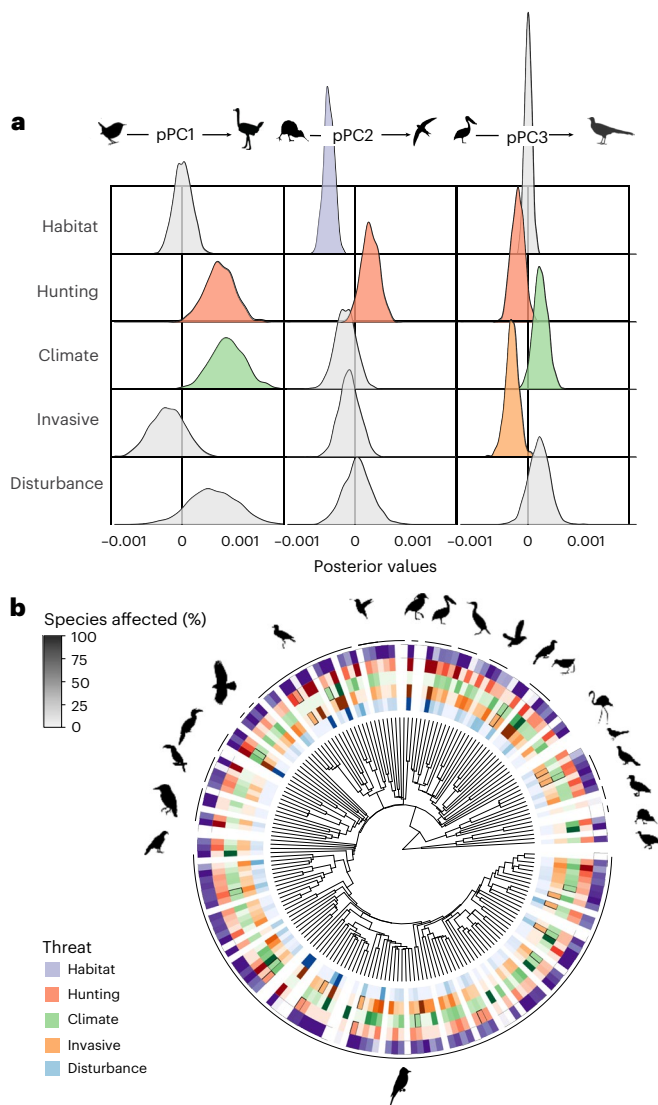 a
pPC1 pPC2 pPC3
Habitat
Hunting
Climate
Invasive
Disturbance
−0.001 0 0.001 −0.001 0 0.001 −0.001 0 0.001
Posterior values
b
Species affected (%)
100
75
50
25
0
Threat
Habitat
Hunting
Climate
Invasive
Disturbance